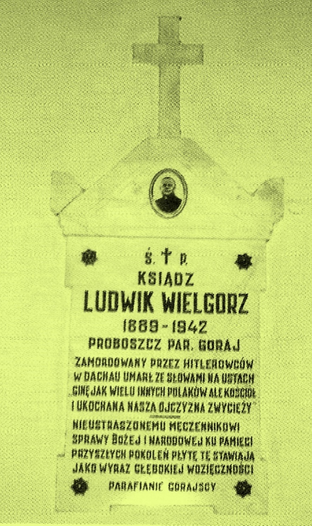 Ś. † P.
KSIĄDZ
LUDWIK WIELGORZ
1889-1942
PROBOSZCZ PAR. GORAJ
ZAMORDOWANY PRZEZ HITLEROWCÓW
W DACHAU UMARŁ ZE SŁOWAMI NA USTACH
GINĘ JAK WIELU INNYCH POLAKÓW ALE KOŚCIÓŁ
I UKOCHANA NASZA OJCZYZNA ZWYCIĘŻY
NIEUSTRASZONEMU MĘCZENNIKOWI
SPRAWY BOŻEJ I NARODOWEJ KU PAMIĘCI
PRZYSZŁYCH POKOLEŃ PŁYTĘ TĘ STAWIAJĄ
JAKO WYRAZ GŁĘBOKIEJ WDZIĘCZNOŚCI
PARAFIANIE GORAJSCY